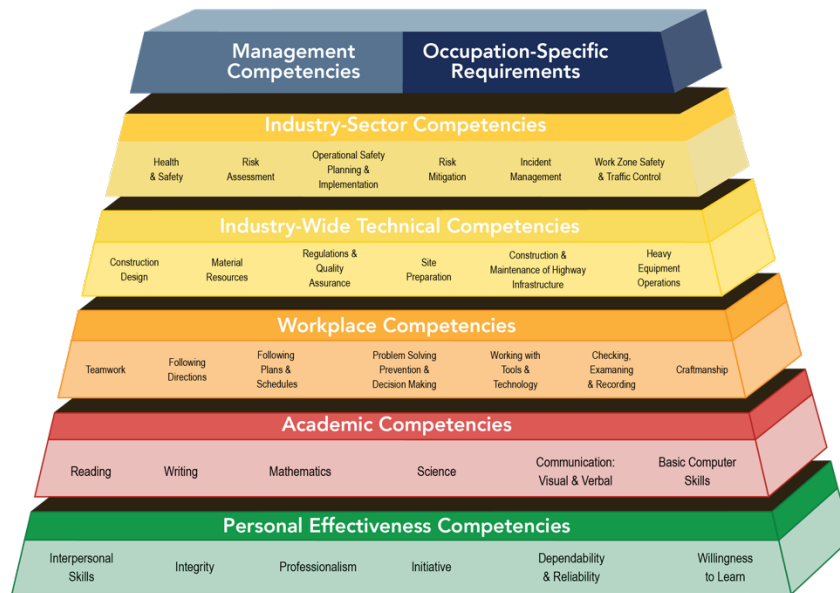 Management
Competencies
Occupation-Specific
Requirements
Industry-Sector Competencies
Health
& Safety
Risk
Assessment
Operational Safety
Planning &
Implementation
Risk
Mitigation
Incident
Management
Work Zone Safety
& Traffic Control
Industry-Wide Technical Competencies
Construction
Design
Material
Resources
Regulations &
Quality
Assurance
Site
Preparation
Construction &
Maintenance of Highway
Infrastructure
Heavy
Equipment
Operations
Workplace Competencies
Teamwork
Following
Directions
Following
Plans &
Schedules
Problem Solving
Prevention &
Decision Making
Working with
Tools &
Technology
Checking,
Examaning
& Recording
Craftmanship
Academic Competencies
Reading
Writing
Mathematics
Science
Communication:
Visual & Verbal
Basic Computer
Skills
Personal Effectiveness Competencies
Interpersonal
Skills
Integrity
Professionalism
Initiative
Dependability
& Reliability
Willingness
to Learn